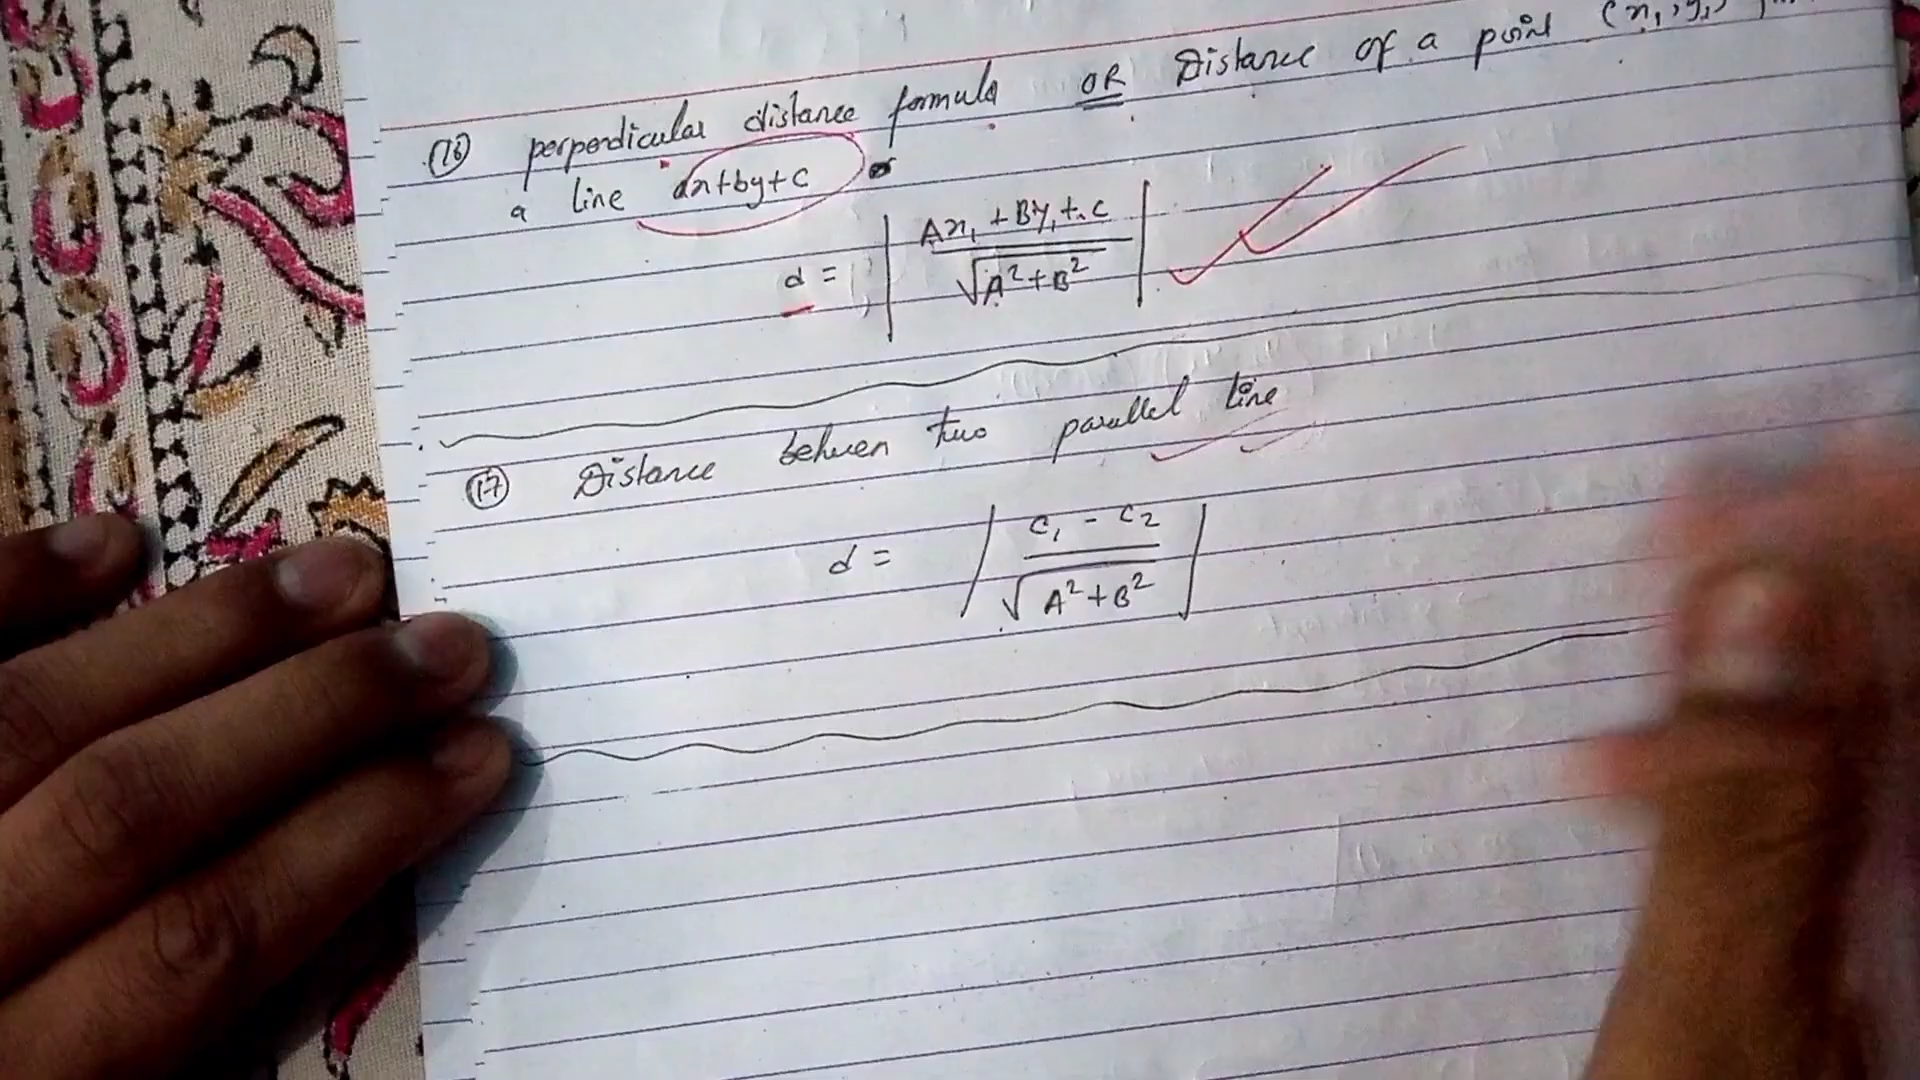 (16) perpendicular distance formula OR Distance of a point (x₁, y₁)
a line ax+by+c
d = | Ax₁ + By₁ + C / √A²+B² |
(17) Distance between two parallel line
d = | C₁ - C₂ / √A²+B² |